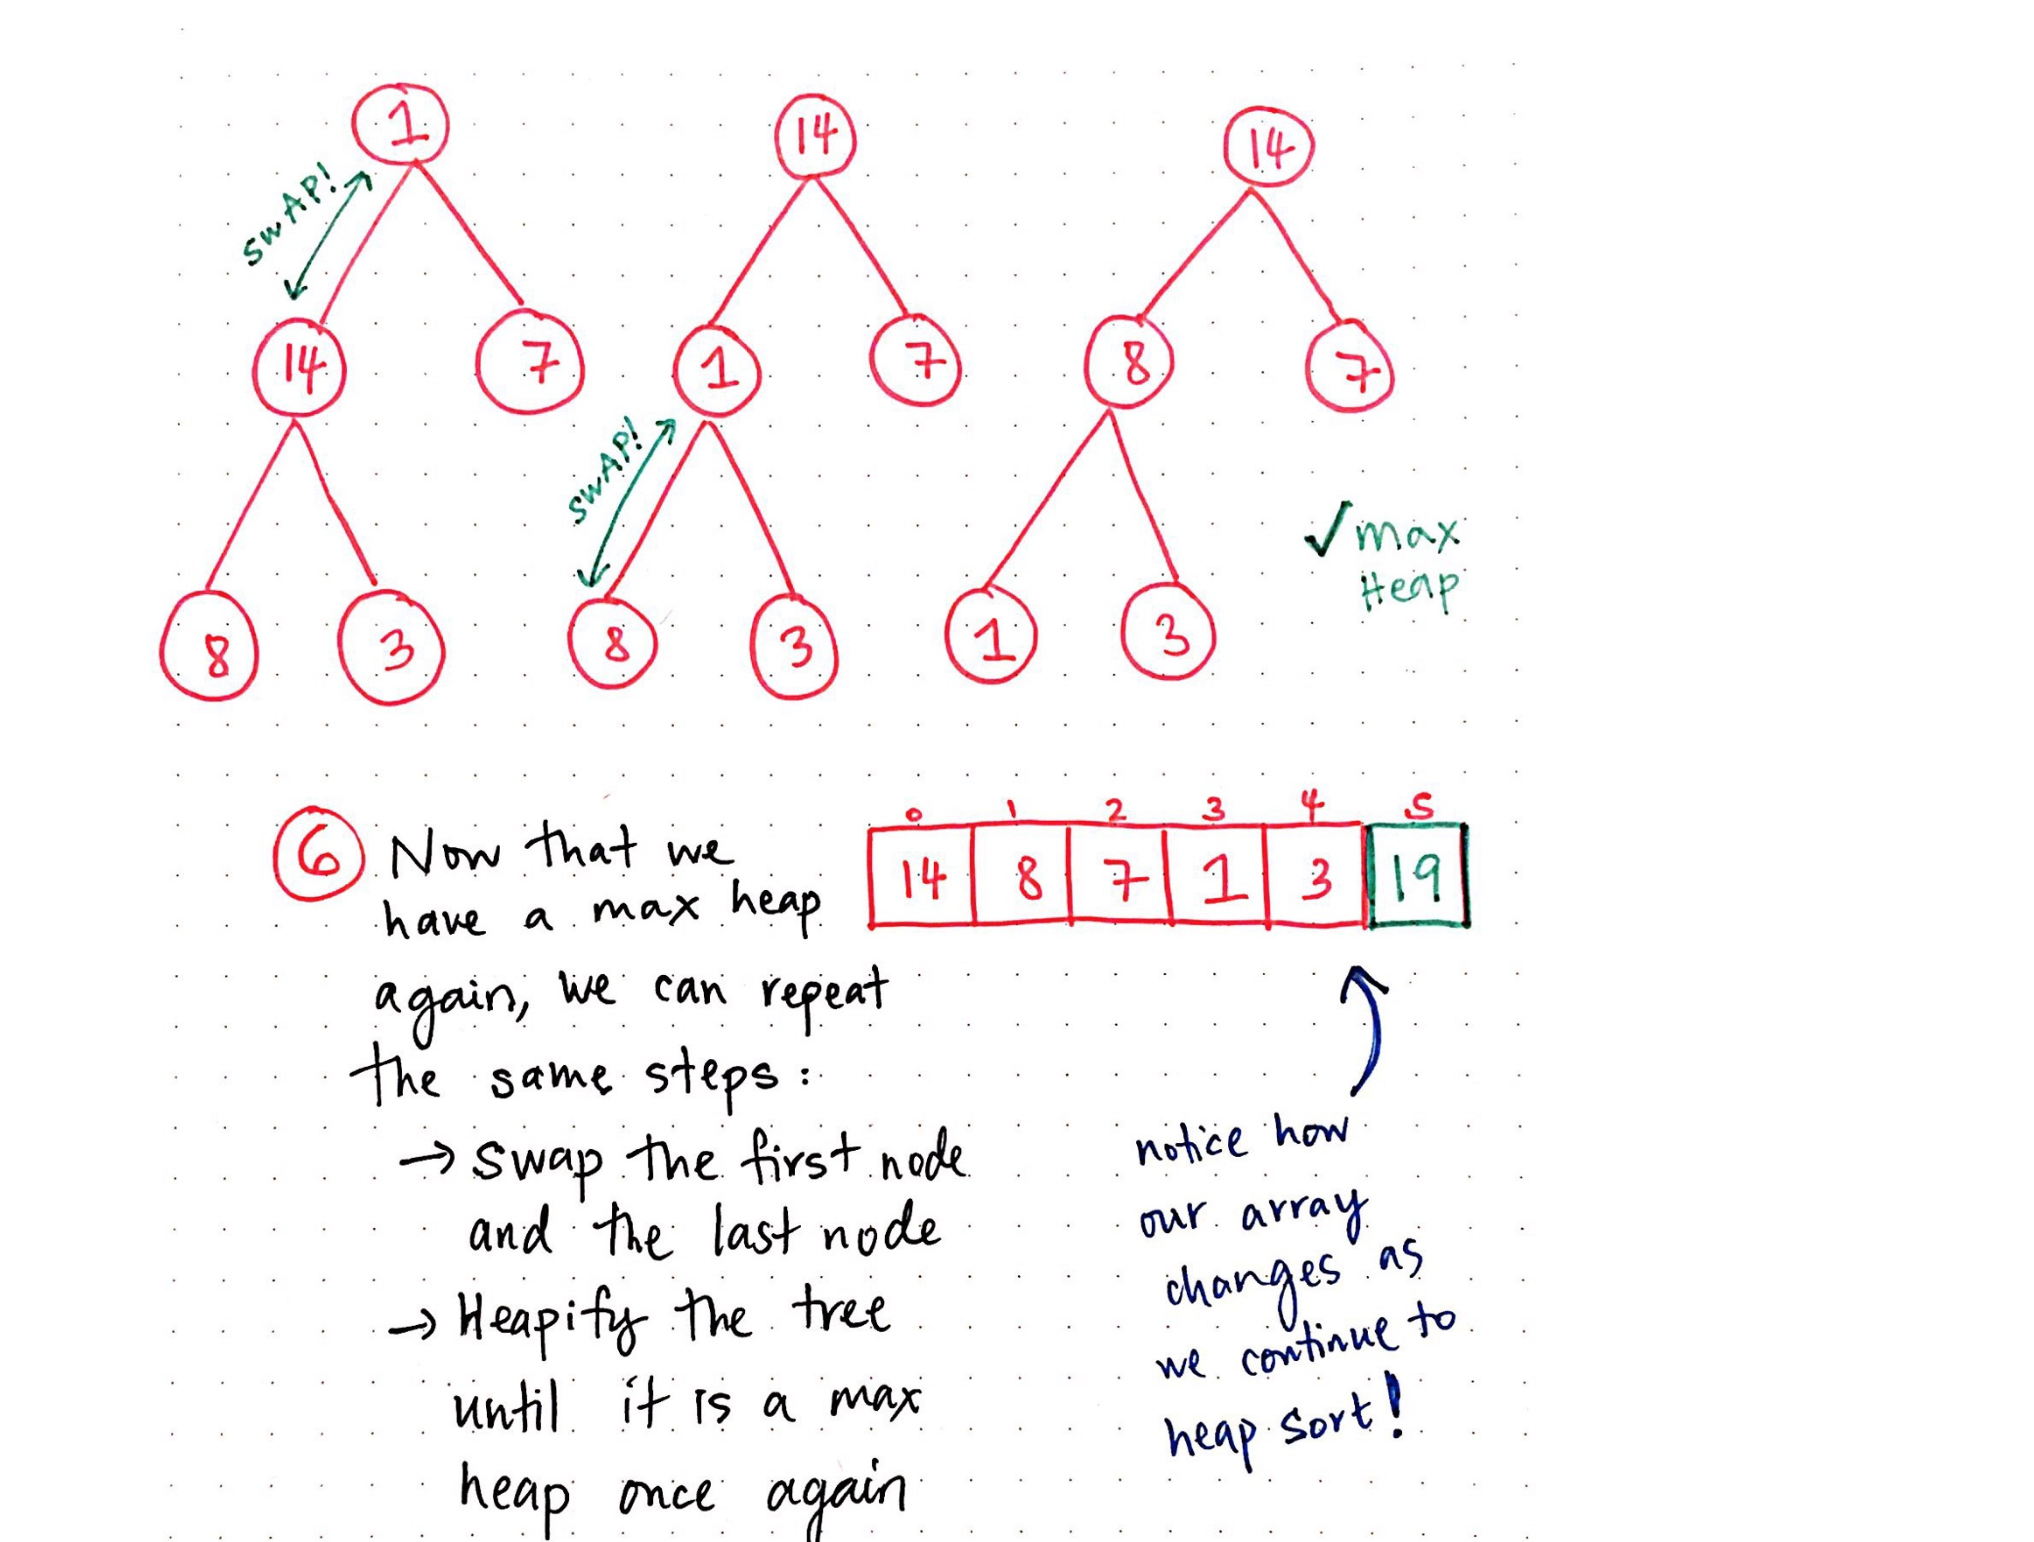 1
14
14
SWAP!
14
7
1
7
8
7
SWAP!
✓ max
Heap
8
3
8
3
1
3
0 1 2 3 4 5
14 8 7 1 3 19
6 Now that we
have a max heap
again, we can repeat
the same steps:
→ Swap the first node
and the last node
→ Heapify the tree
until it is a max
heap once again
notice how
our array
changes as
we continue to
heap sort!